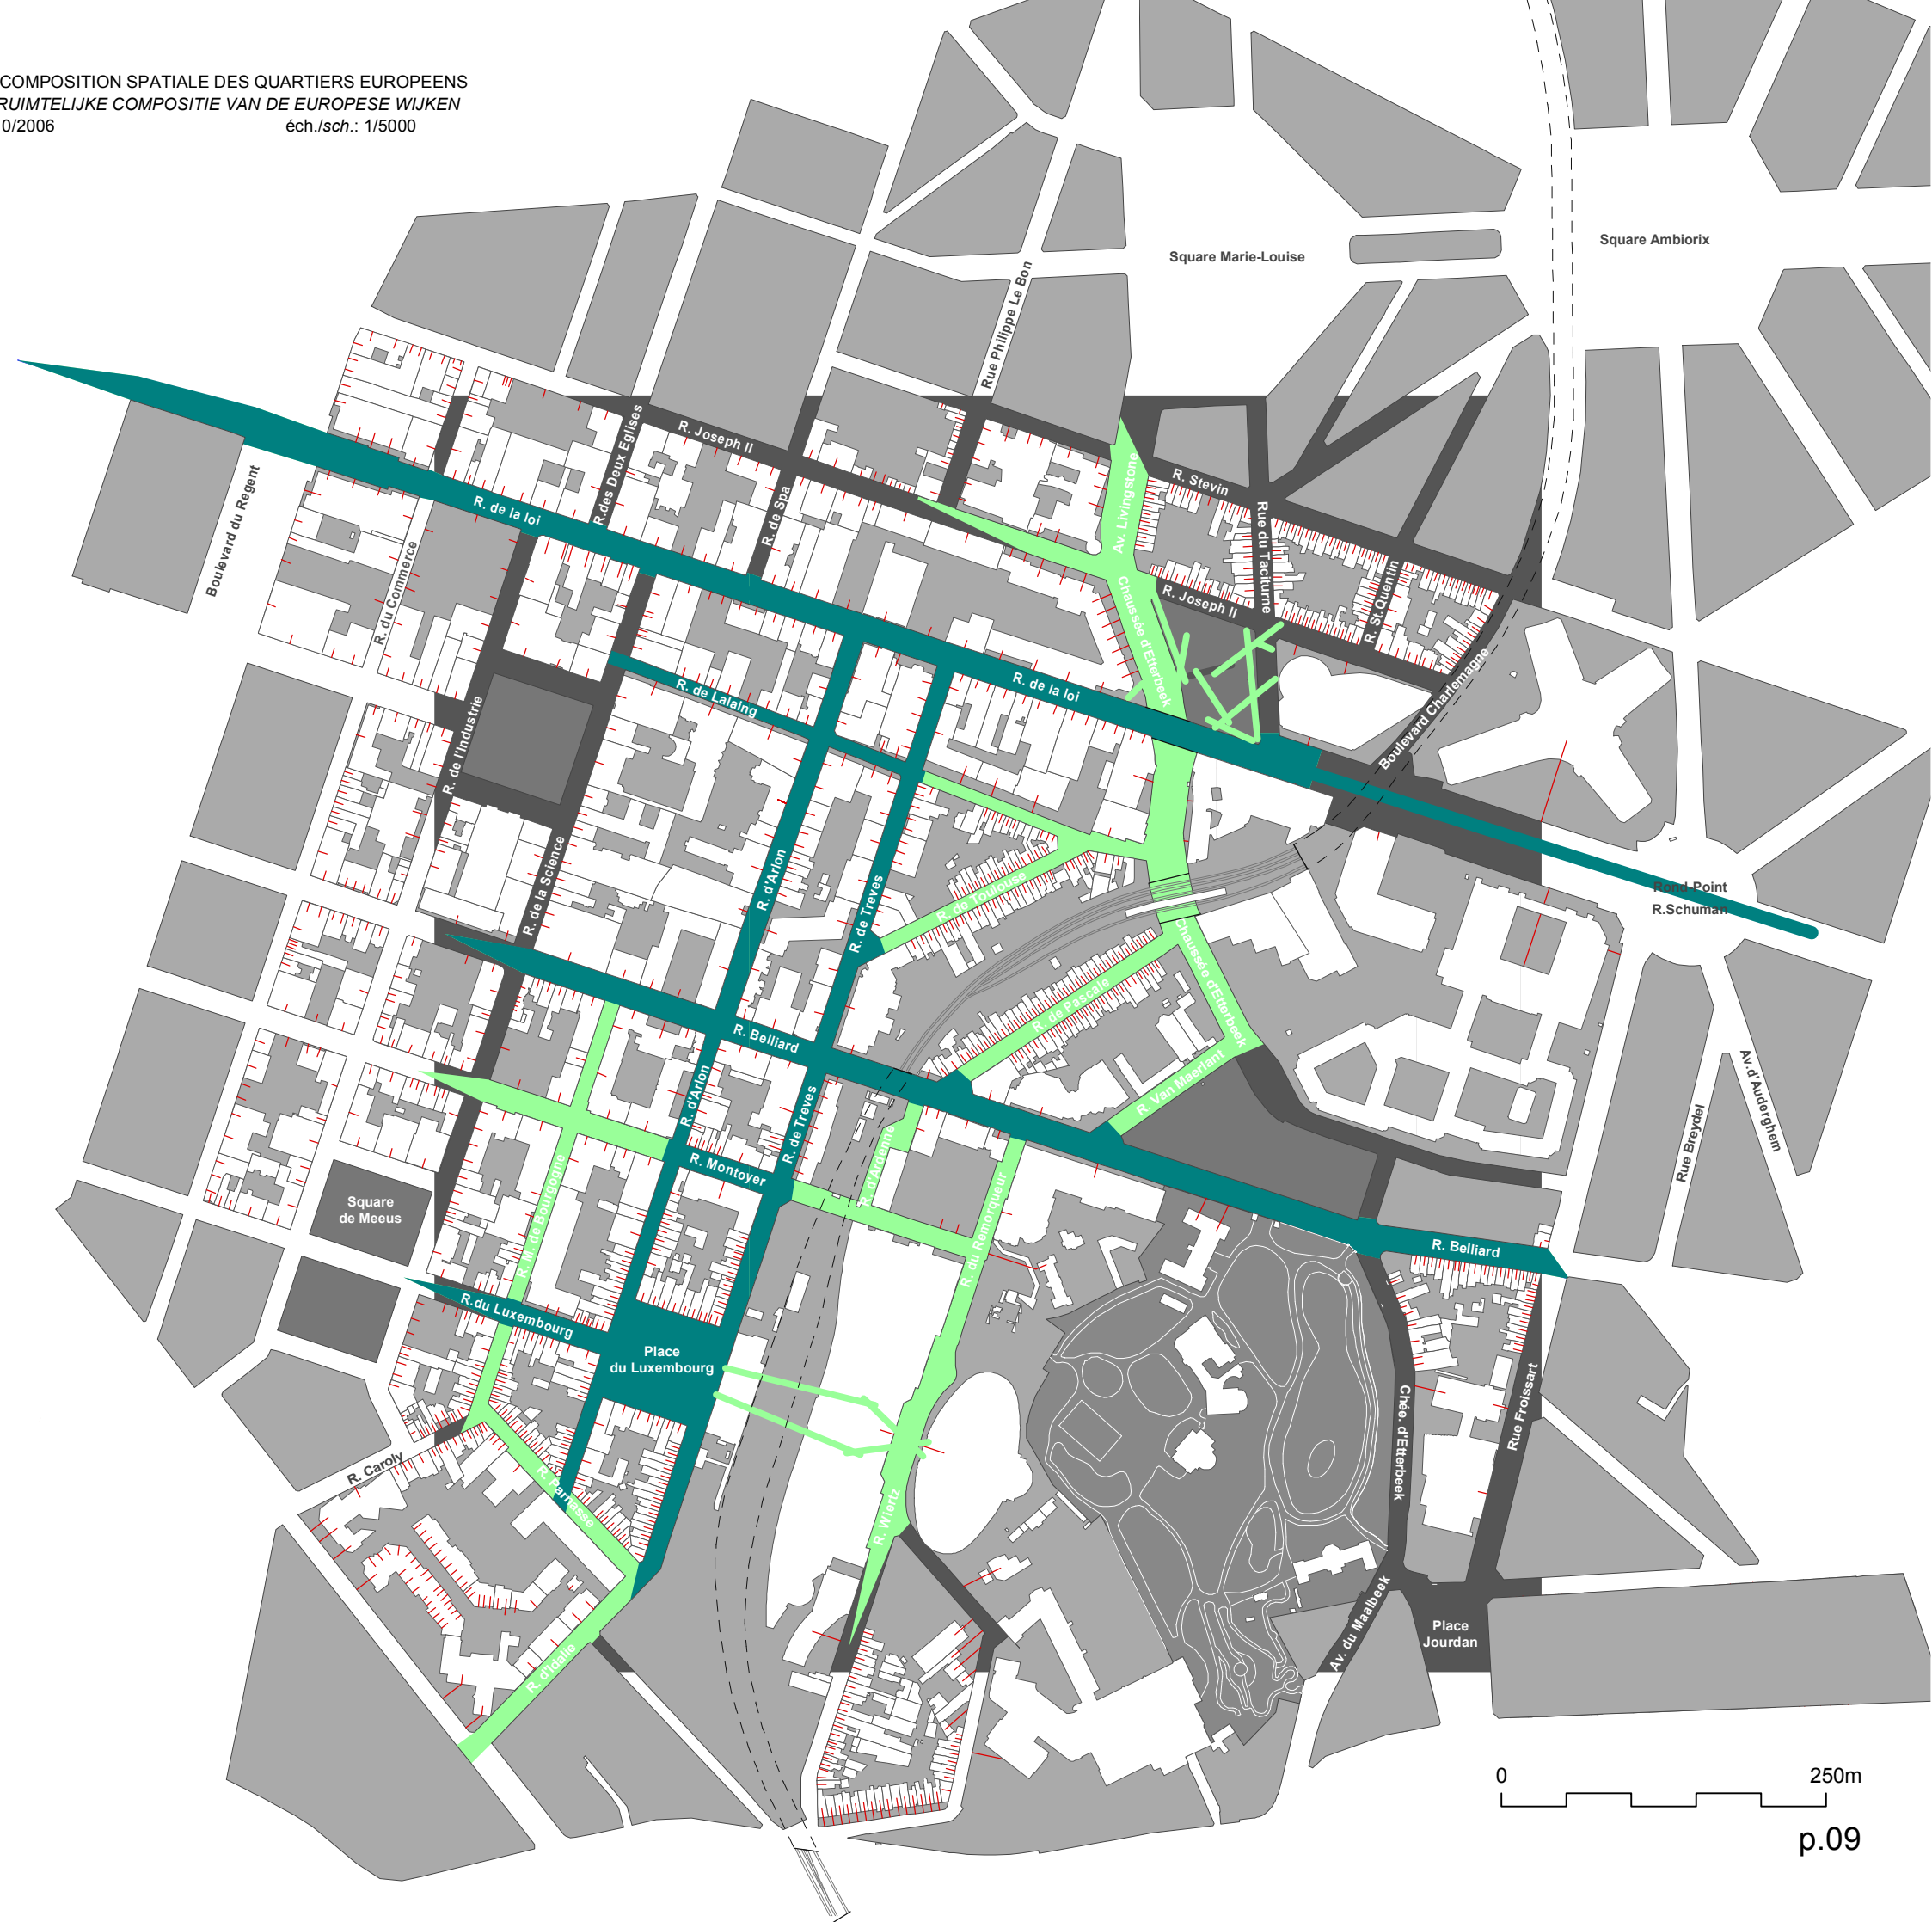 COMPOSITION SPATIALE DES QUARTIERS EUROPEENS
RUIMTELIJKE COMPOSITIE VAN DE EUROPESE WIJKEN
0/2006 éch./sch.: 1/5000
Square Ambiorix
Square Marie-Louise
Rue Philippe Le Bon
R. Joseph II
R.des Deux Eglises
R. de Spa
Av. Livingstone
R. Stevin
Rue du Taciturne
Boulevard du Regent
R. de la loi
R. du Commerce
Chaussée d'Etterbeek
R. Joseph II
R. St.Quentin
R. de Lalaing
R. de la loi
Boulevard Charlemagne
R. de l'Industrie
R. de la Science
R. d'Arlon
R. de Treves
R. de Toulouse
Rond-Point
R.Schuman
Chaussée d'Etterbeek
R. de Pascale
R. Belliard
R. Van Maerlant
R. d'Arlon
R. de Treves
Av.d'Auderghem
Rue Breydel
R. Montoyer
R. d'Ardenne
Square
de Meeus
R. M. de Bourgogne
R. du Remorqueur
R. Belliard
R.du Luxembourg
Place
du Luxembourg
Chée. d'Etterbeek
Rue Froissart
R. Caroly
R. Parnasse
R. Wiertz
R. d'Idalie
Av. du Maalbeek
Place
Jourdan
0 250m
p.09